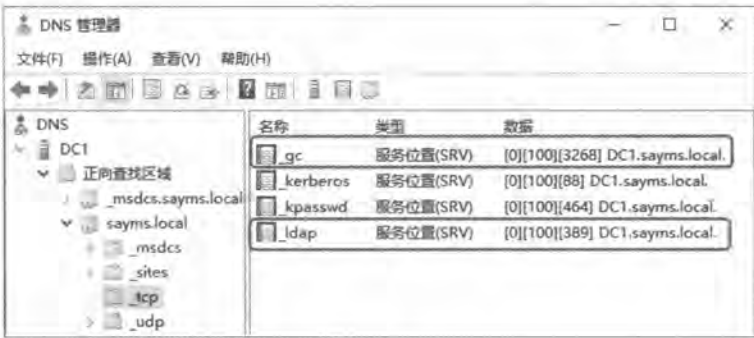 DNS 管理器
文件(F) 操作(A) 查看(V) 帮助(H)
DNS
DC1
正向查找区域
_msdcs.sayms.local
sayms.local
_msdcs
_sites
_tcp
_udp
名称 类型 数据
_gc 服务位置(SRV) [0][100][3268] DC1.sayms.local.
_kerberos 服务位置(SRV) [0][100][88] DC1.sayms.local.
_kpasswd 服务位置(SRV) [0][100][464] DC1.sayms.local.
_ldap 服务位置(SRV) [0][100][389] DC1.sayms.local.